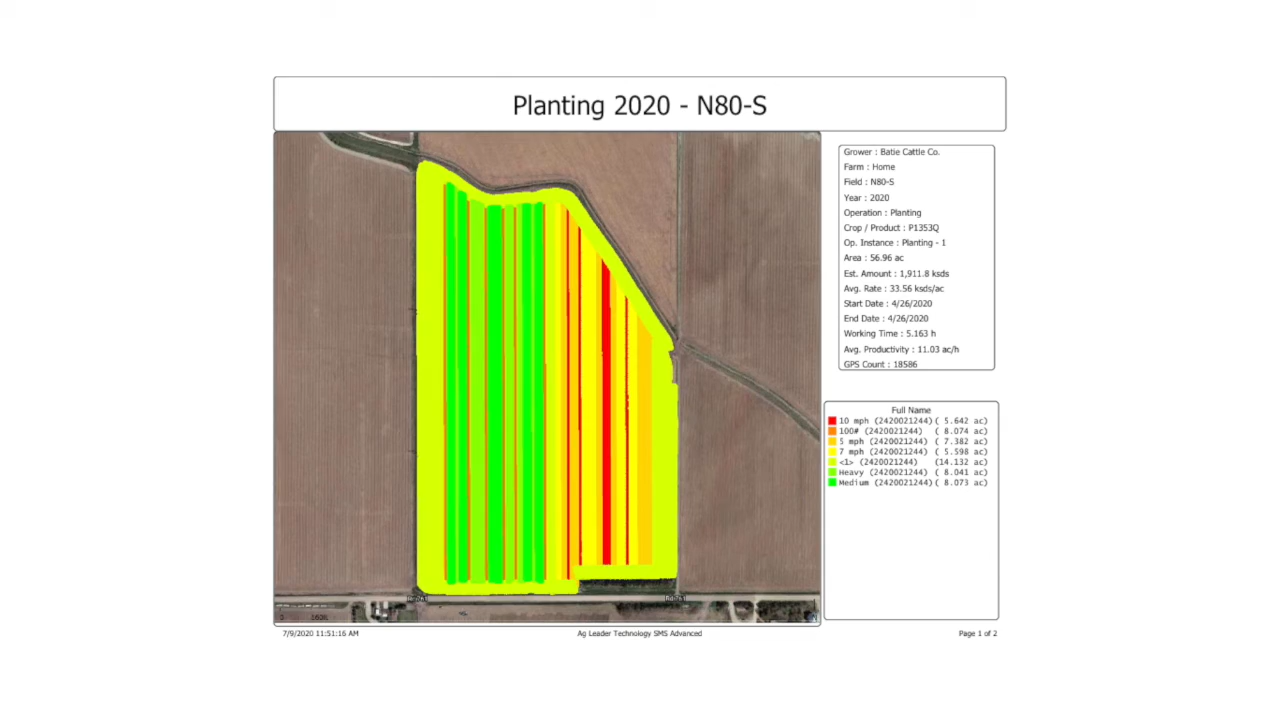 Planting 2020 - N80-S
Grower : Batie Cattle Co.
Farm : Home
Field : N80-S
Year : 2020
Operation : Planting
Crop / Product : P1353Q
Op. Instance : Planting - 1
Area : 56.96 ac
Est. Amount : 1,911.8 ksds
Avg. Rate : 33.56 ksds/ac
Start Date : 4/26/2020
End Date : 4/26/2020
Working Time : 5.163 h
Avg. Productivity : 11.03 ac/h
GPS Count : 18586
Full Name
10 mph (2420021244) ( 5.642 ac)
100# (2420021244) ( 8.074 ac)
5 mph (2420021244) ( 7.382 ac)
7 mph (2420021244) ( 5.598 ac)
<1> (2420021244) (14.132 ac)
Heavy (2420021244) ( 8.041 ac)
Medium (2420021244) ( 8.073 ac)
7/9/2020 11:51:16 AM
Ag Leader Technology SMS Advanced
Page 1 of 2